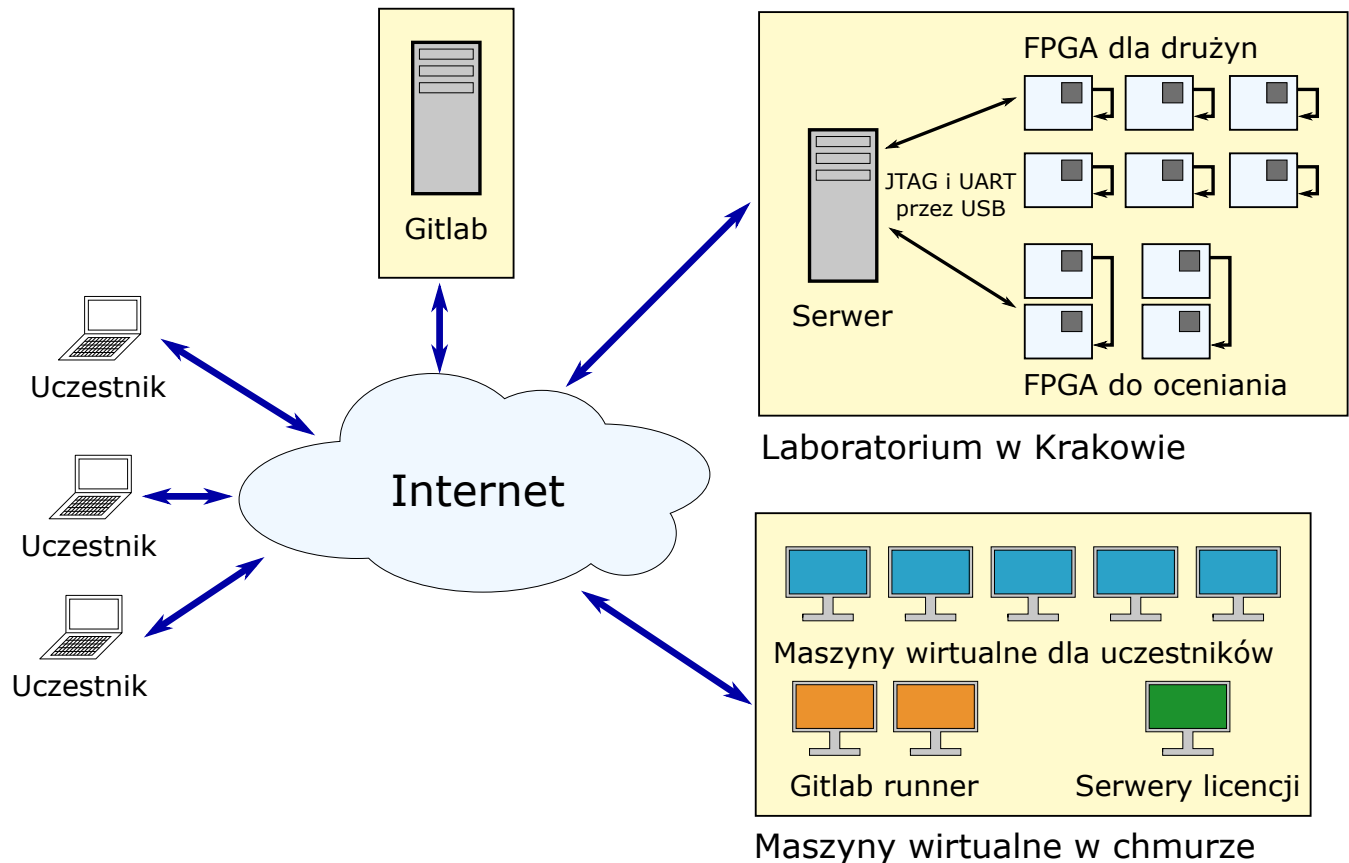 Gitlab
FPGA dla drużyn
JTAG i UART
przez USB
Serwer
FPGA do oceniania
Laboratorium w Krakowie
Uczestnik
Uczestnik
Uczestnik
Internet
Maszyny wirtualne dla uczestników
Gitlab runner
Serwery licencji
Maszyny wirtualne w chmurze